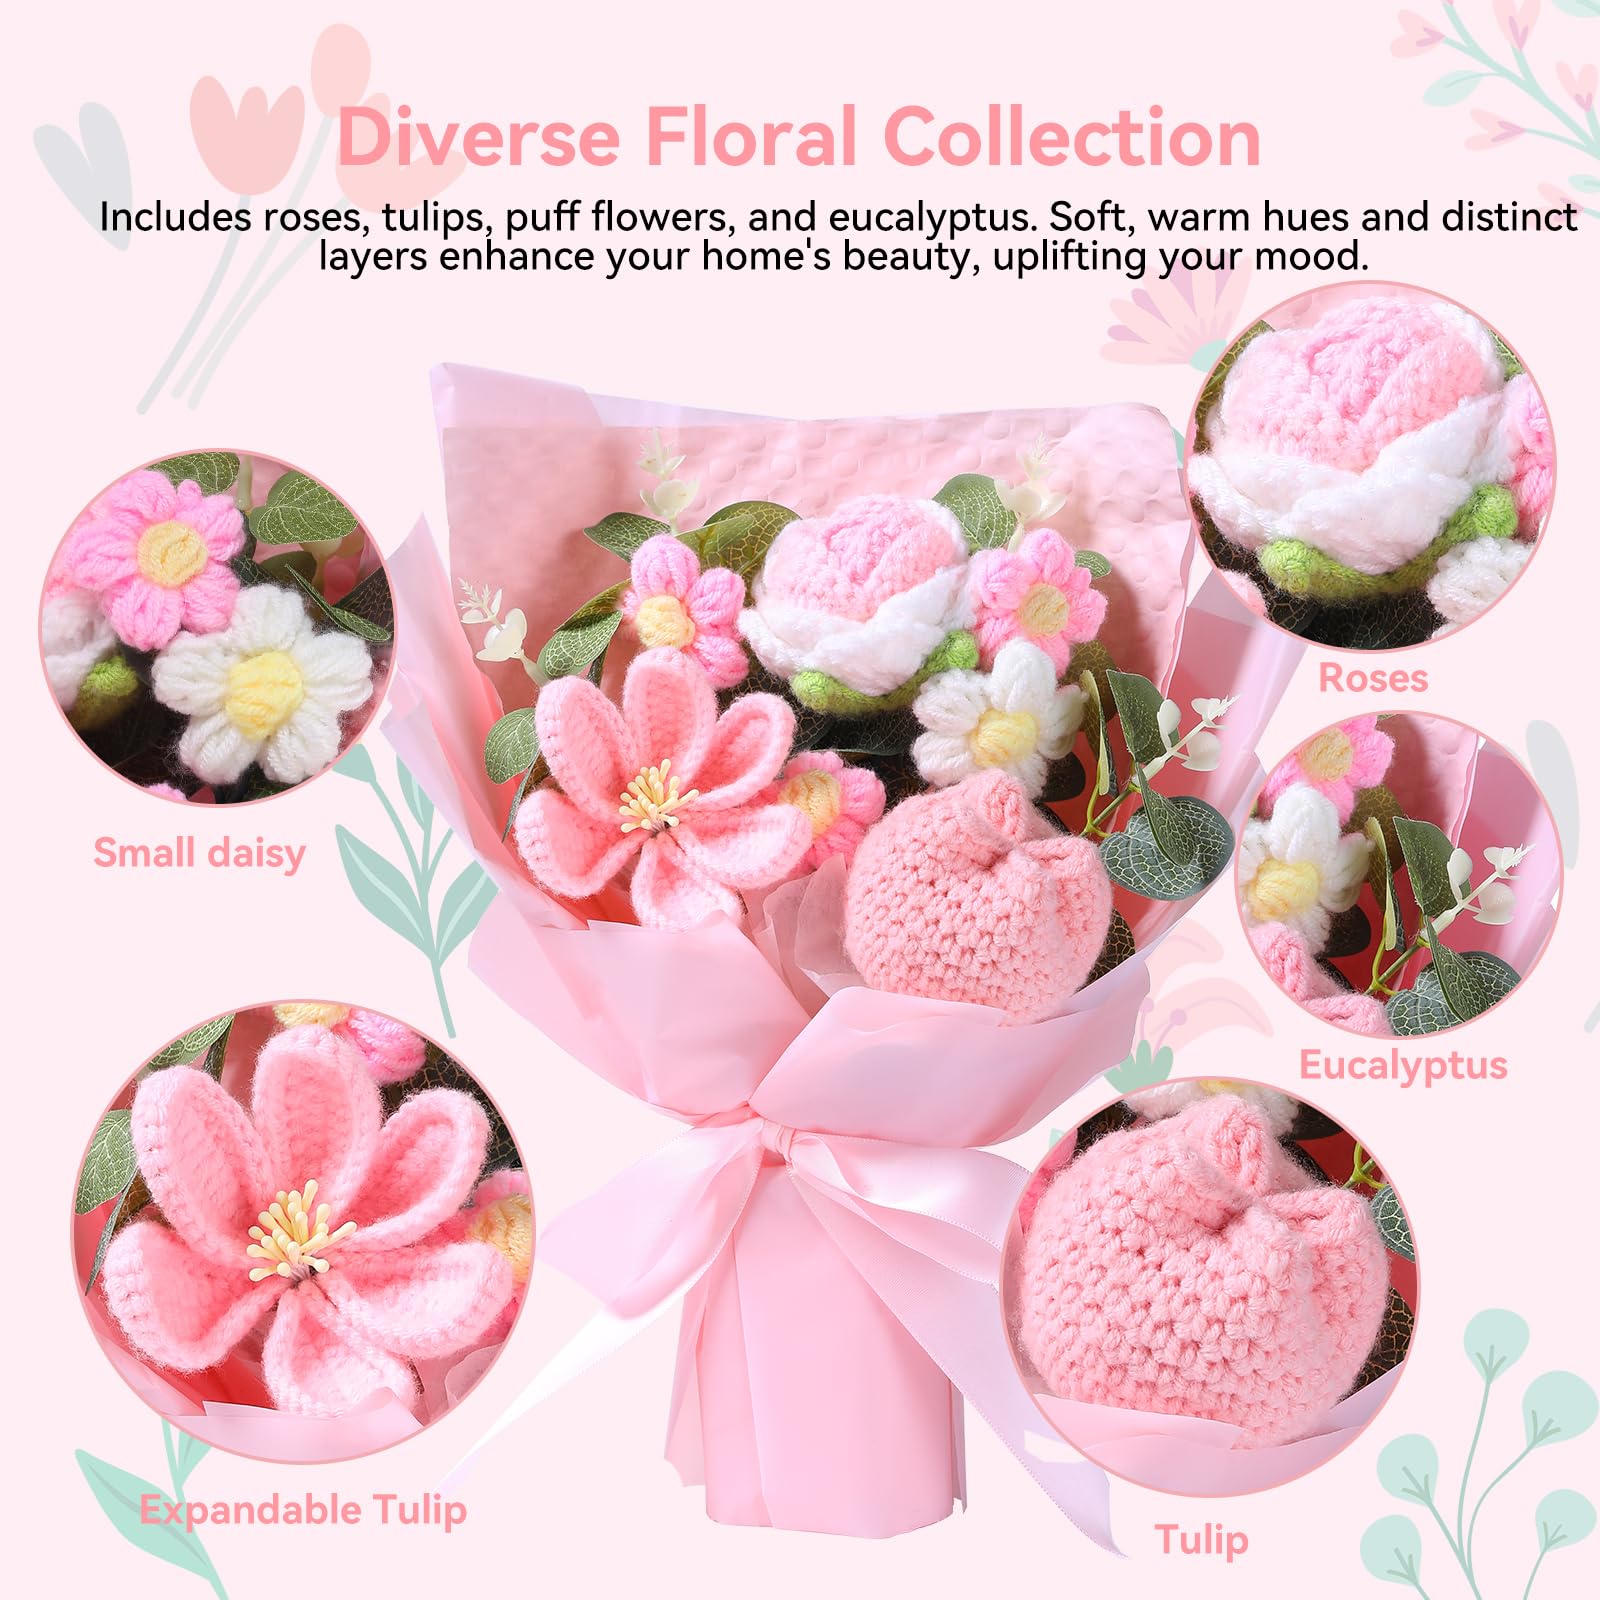 Diverse Floral Collection
Includes roses, tulips, puff flowers, and eucalyptus. Soft, warm hues and distinct
layers enhance your home's beauty, uplifting your mood.
Roses
Small daisy
Eucalyptus
Expandable Tulip
Tulip